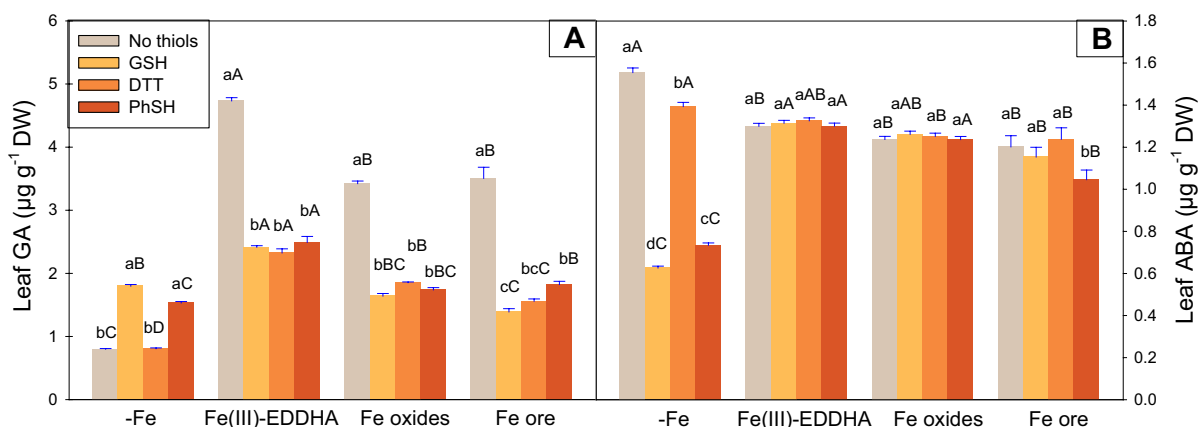 6
5
4
3
2
1
0
Leaf GA (µg g-1 DW)
No thiols
GSH
DTT
PhSH
A
bC
aB
bD
aC
aA
bA
bA
bA
aB
bBC
bB
bBC
aB
cC
bcC
bB
-Fe
Fe(III)-EDDHA
Fe oxides
Fe ore
B
aA
dC
bA
cC
aB
aA
aAB
aA
aB
aAB
aB
aA
aB
aB
aB
bB
-Fe
Fe(III)-EDDHA
Fe oxides
Fe ore
1.8
1.6
1.4
1.2
1.0
0.8
0.6
0.4
0.2
0.0
Leaf ABA (µg g-1 DW)